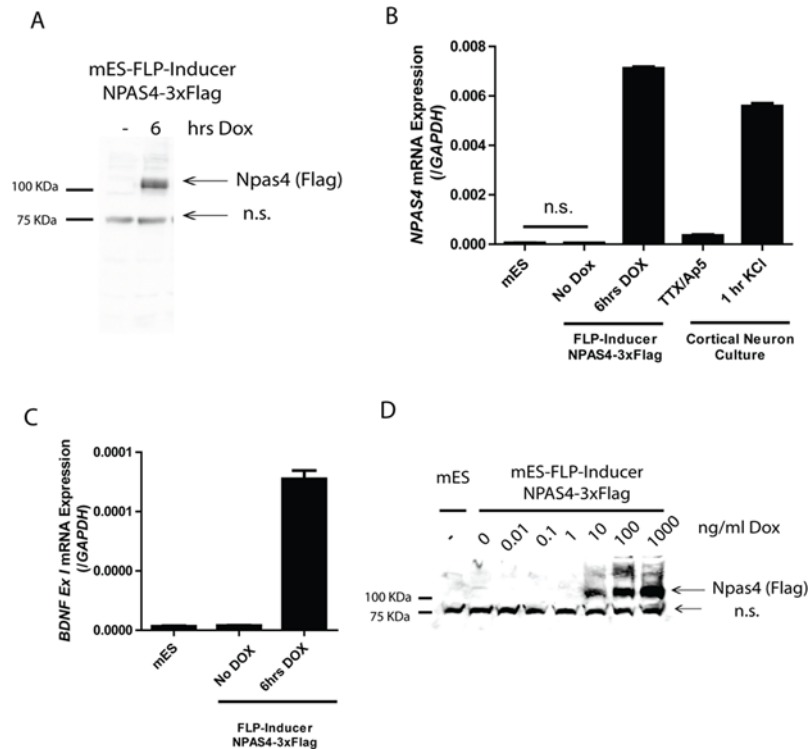 A
mES-FLP-Inducer
NPAS4-3xFlag
- 6 hrs Dox
Npas4 (Flag)
100 KDa
n.s.
75 KDa
B
NPAS4 mRNA Expression
(/GAPDH)
0.008
0.006
0.004
0.002
0.000
n.s.
mES
No Dox
6hrs DOX
TTX/Ap5
1 hr KCl
FLP-Inducer
NPAS4-3xFlag
Cortical Neuron
Culture
C
BDNF Ex I mRNA Expression
(/GAPDH)
0.0001
0.0001
0.0000
0.0000
mES
No DOX
6hrs DOX
FLP-Inducer
NPAS4-3xFlag
D
mES
mES-FLP-Inducer
NPAS4-3xFlag
- 0 0.01 0.1 1 10 100 1000 ng/ml Dox
Npas4 (Flag)
100 KDa
75 KDa
n.s.